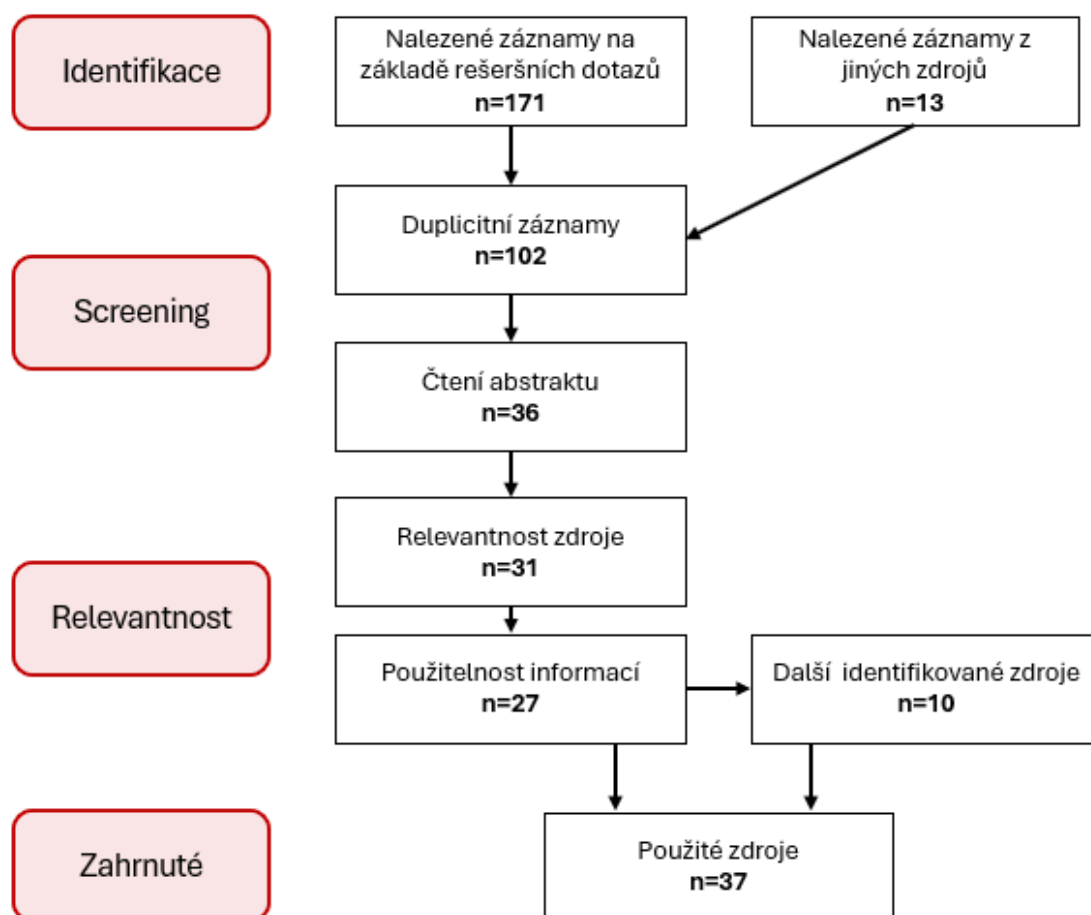 Identifikace
Nalezené záznamy na
základě rešeršních dotazů
n=171
Nalezené záznamy z
jiných zdrojů
n=13
Duplicitní záznamy
n=102
Screening
Čtení abstraktu
n=36
Relevantnost zdroje
n=31
Relevantnost
Použitelnost informací
n=27
Další identifikované zdroje
n=10
Zahrnuté
Použité zdroje
n=37